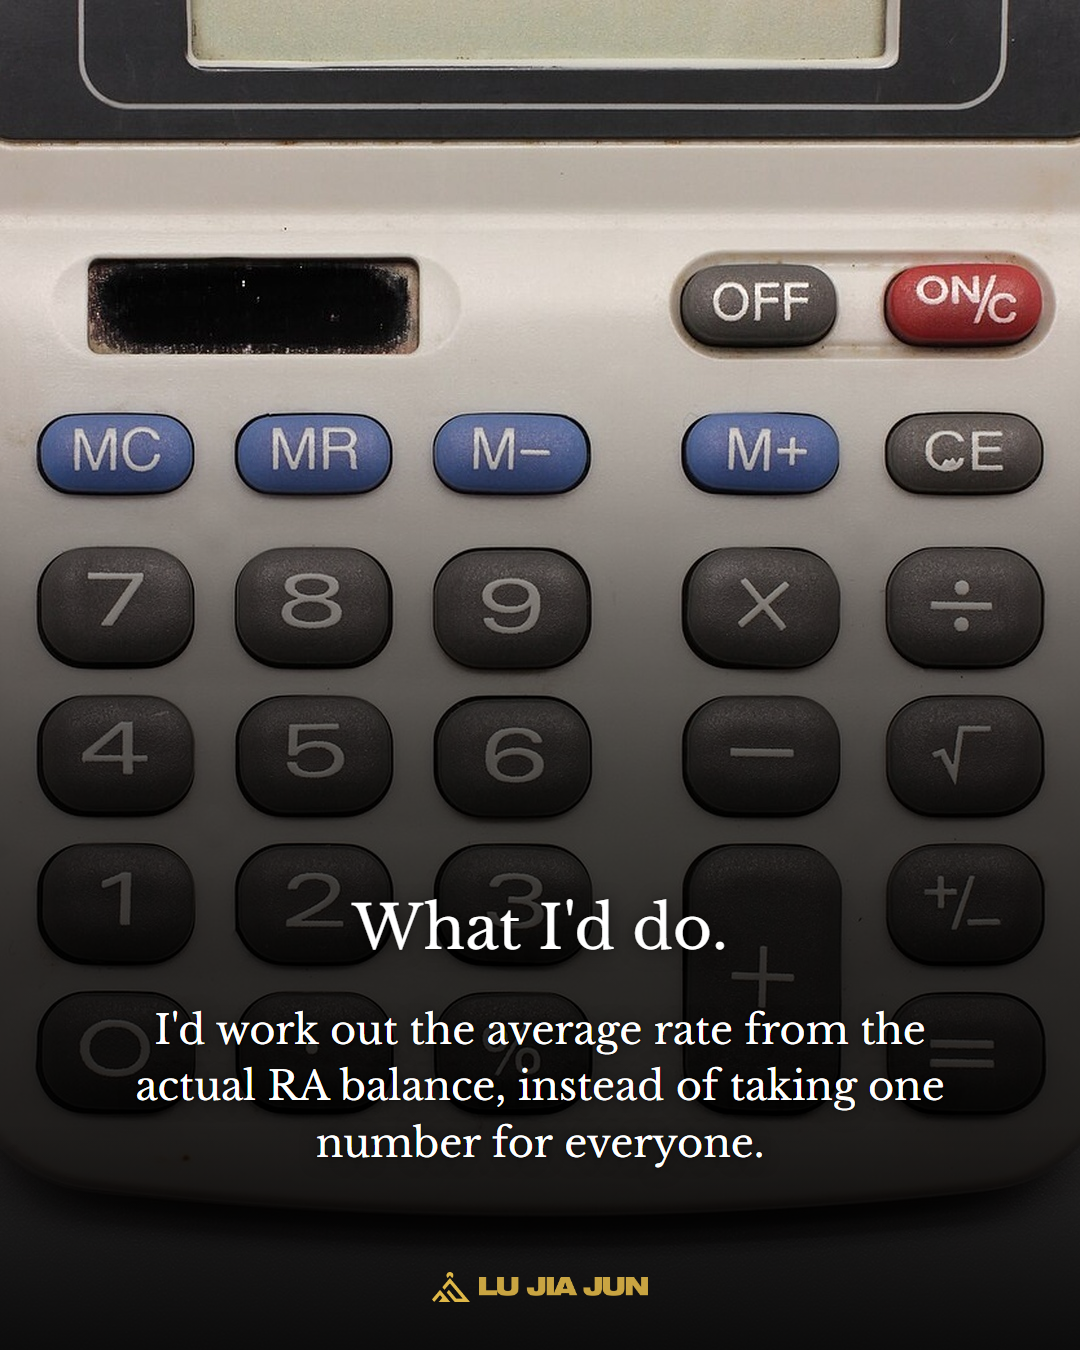 OFF
ON/C
MC
MR
M−
M+
CE
7
8
9
×
÷
4
5
6
−
√
1
2
3
+
+/−
0
.
%
=
What I'd do.
I'd work out the average rate from the
actual RA balance, instead of taking one
number for everyone.
LU JIA JUN